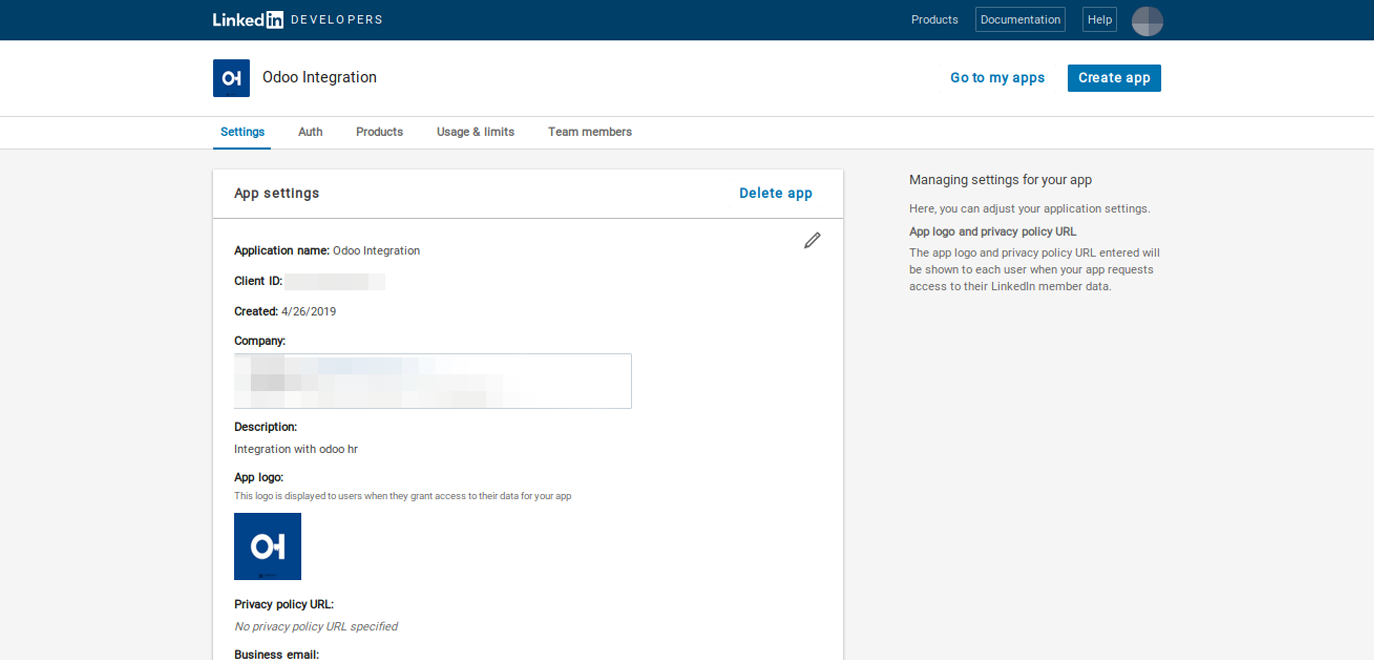 LinkedIn DEVELOPERS
Products Documentation Help
Odoo Integration
Go to my apps Create app
Settings Auth Products Usage & limits Team members
App settings
Delete app
Application name: Odoo Integration
Client ID:
Created: 4/26/2019
Company:
Description:
Integration with odoo hr
App logo:
This logo is displayed to users when they grant access to their data for your app
Privacy policy URL:
No privacy policy URL specified
Business email:
Managing settings for your app
Here, you can adjust your application settings.
App logo and privacy policy URL
The app logo and privacy policy URL entered will
be shown to each user when your app requests
access to their LinkedIn member data.